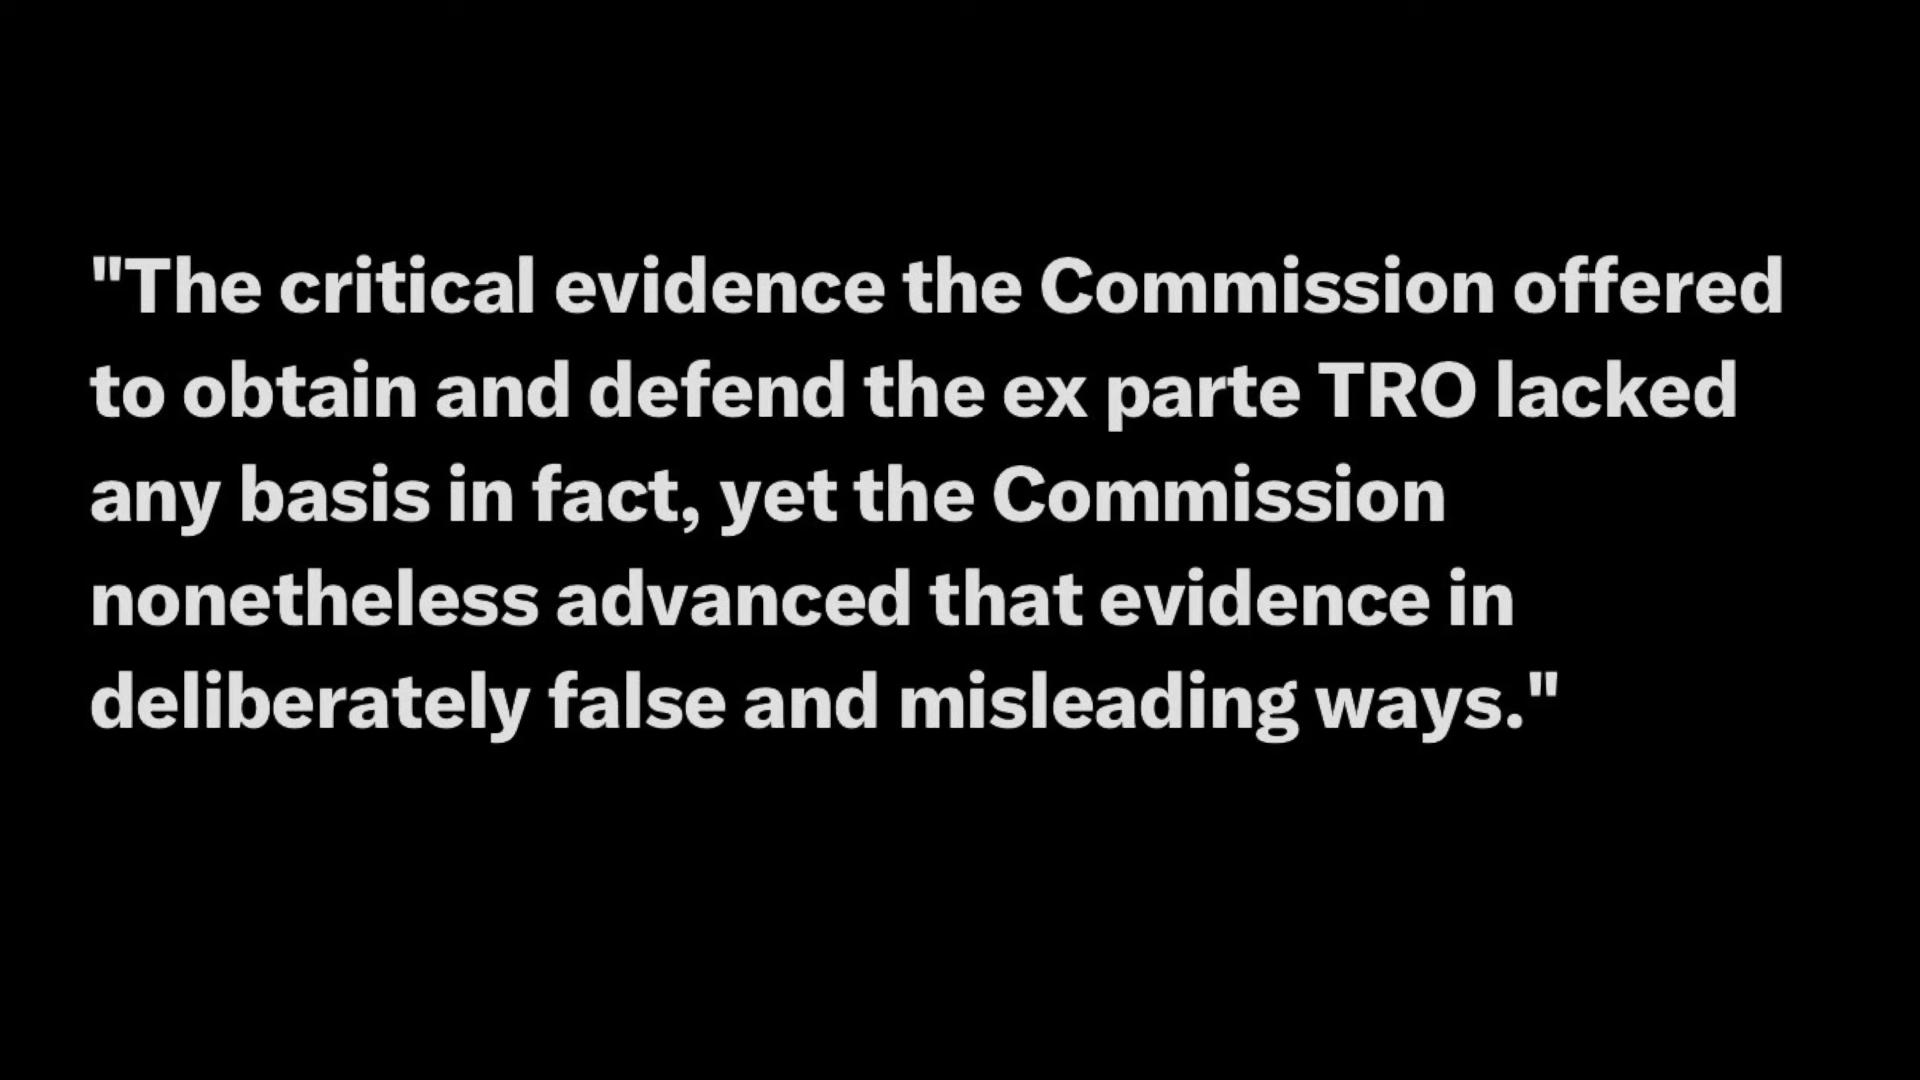 "The critical evidence the Commission offered
to obtain and defend the ex parte TRO lacked
any basis in fact, yet the Commission
nonetheless advanced that evidence in
deliberately false and misleading ways."